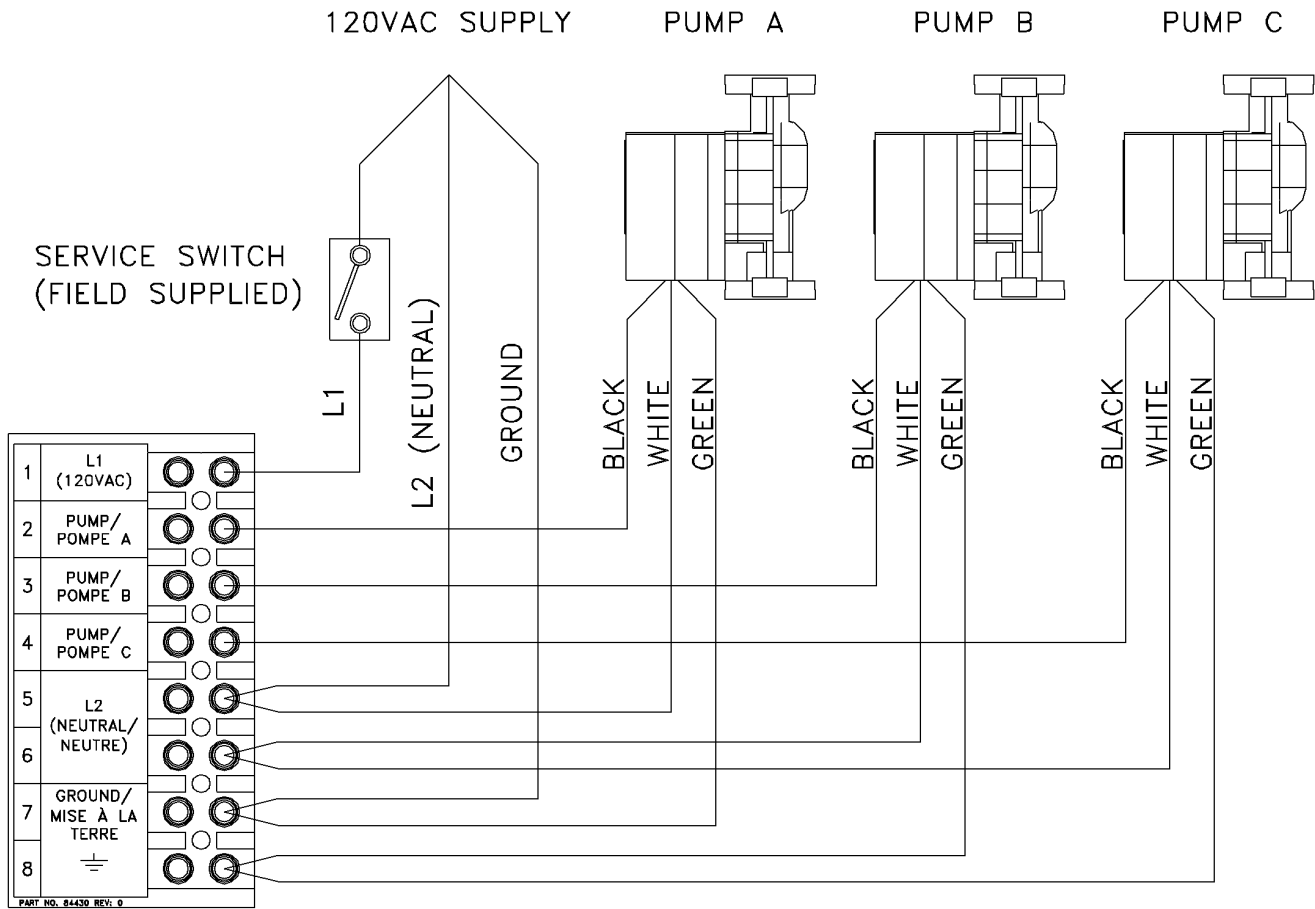 120VAC SUPPLY
PUMP A
PUMP B
PUMP C
SERVICE SWITCH
(FIELD SUPPLIED)
L1
L2 (NEUTRAL)
GROUND
BLACK
WHITE
GREEN
BLACK
WHITE
GREEN
BLACK
WHITE
GREEN
1
L1
(120VAC)
2
PUMP/
POMPE A
3
PUMP/
POMPE B
4
PUMP/
POMPE C
5
L2
(NEUTRAL/
NEUTRE)
6
7
GROUND/
MISE À LA
TERRE
8
PART NO. 84430 REV: 0